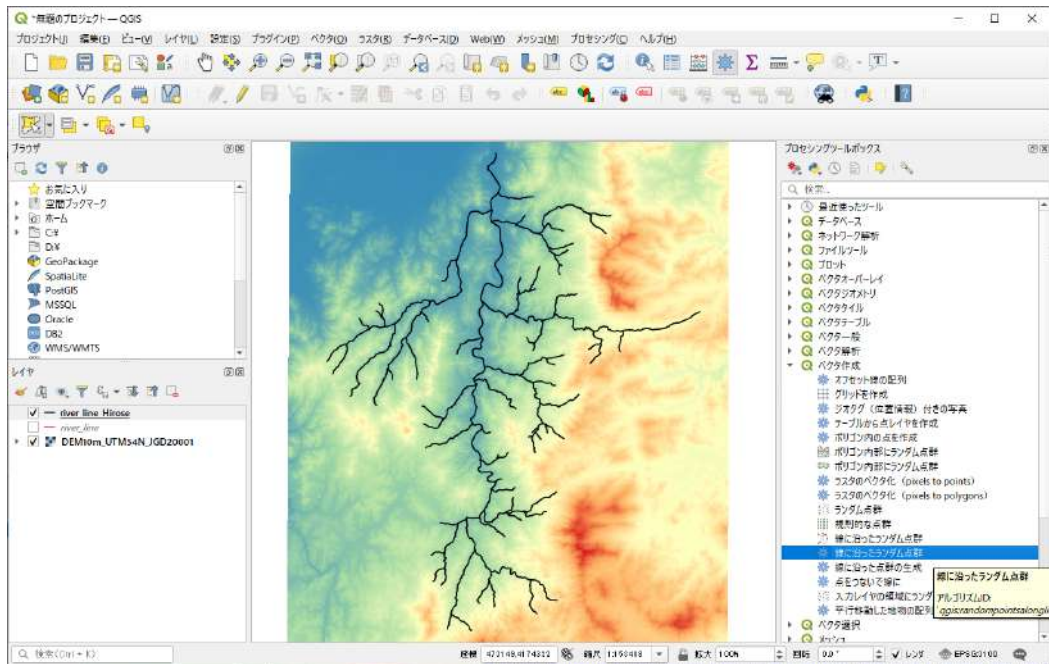 *無題のプロジェクト — QGIS
プロジェクト(J) 編集(E) ビュー(V) レイヤ(L) 設定(S) プラグイン(P) ベクタ(O) ラスタ(R) データベース(D) Web(W) メッシュ(M) プロセシング(C) ヘルプ(H)
ブラウザ
お気に入り
空間ブックマーク
ホーム
C:¥
D:¥
GeoPackage
SpatiaLite
PostGIS
MSSQL
Oracle
DB2
WMS/WMTS
レイヤ
river_line_Hirose
river_line
DEM10m_UTM54N_JGD20001
プロセシングツールボックス
検索…
最近使ったツール
データベース
ネットワーク解析
ファイルツール
プロット
ベクタオーバーレイ
ベクタジオメトリ
ベクタタイル
ベクタテーブル
ベクタ一般
ベクタ解析
ベクタ作成
オフセット線の配列
グリッドを作成
ジオタグ（位置情報）付きの写真
テーブルから点レイヤを作成
ポリゴン内の点を作成
ポリゴン内部にランダム点群
ポリゴン内部にランダム点群
ラスタのベクタ化 (pixels to points)
ラスタのベクタ化 (pixels to polygons)
ランダム点群
規則的な点群
線に沿ったランダム点群
線に沿ったランダム点群
線に沿った点群の生成
点をつないで線に
入力レイヤの領域にランダ
平行移動した地物の配列
ベクタ選択
メッシュ
線に沿ったランダム点群
アルゴリズムID:
'qgis:randompointsalongli
検索(Ctrl + K)
座標
縮尺
拡大 100%
回転 0.0 °
レンダ
EPSG:3100